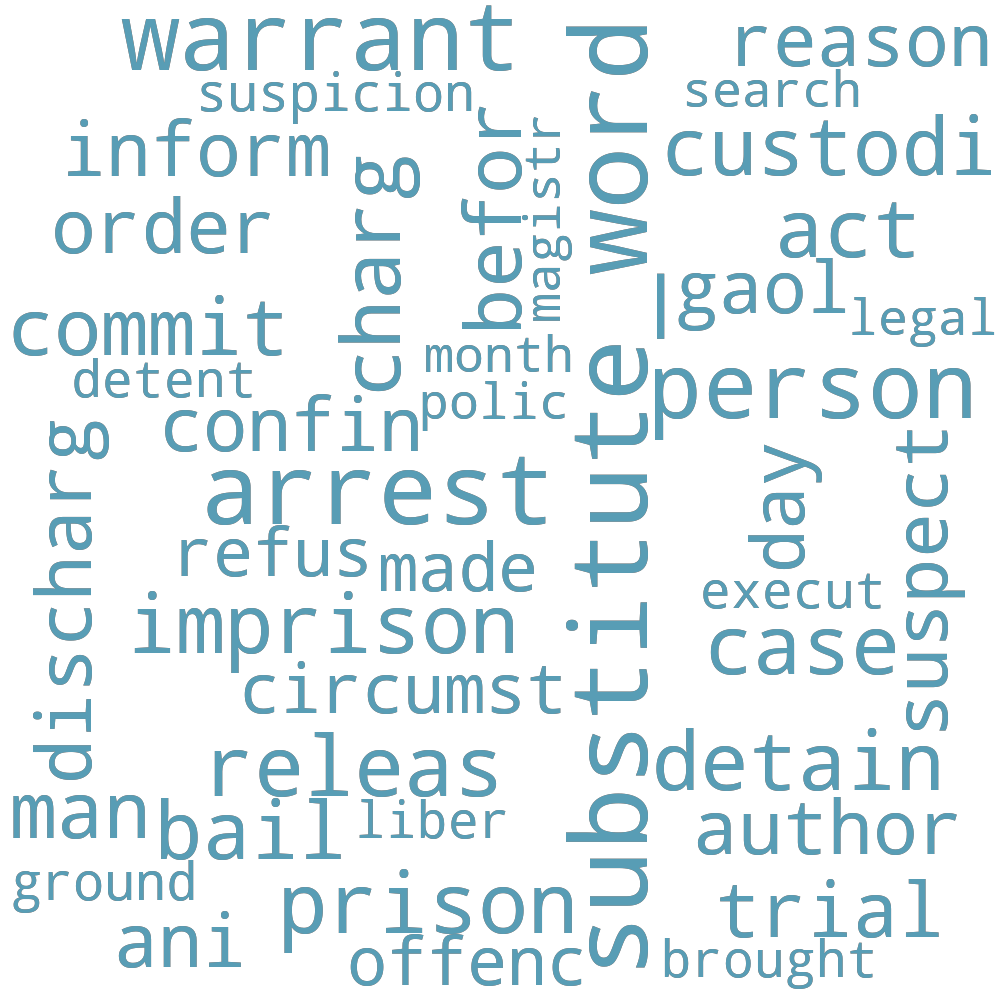 warrant
reason
suspicion
search
inform
charg
befor
magistr
substitute_word
custodi
order
act
gaol
legal
commit
month
detent
polic
person
confin
discharg
arrest
day
suspect
refus
made
execut
imprison
case
circumst
releas
detain
man
bail
liber
author
ground
prison
trial
ani
offenc
brought